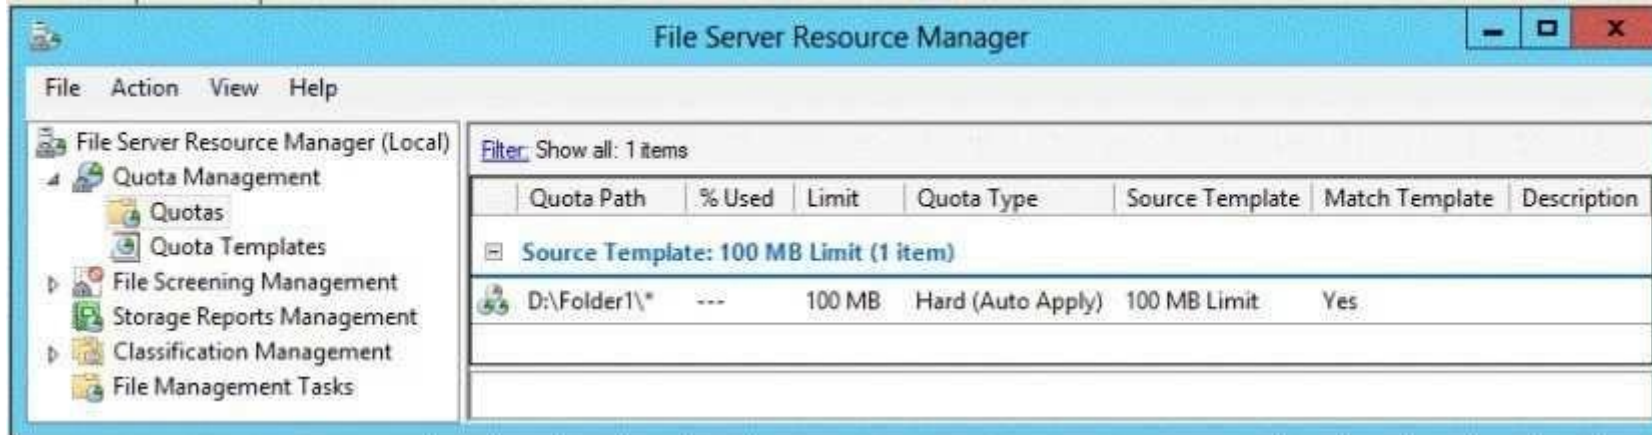 File Server Resource Manager
File Action View Help
File Server Resource Manager (Local)
Quota Management
Quotas
Quota Templates
File Screening Management
Storage Reports Management
Classification Management
File Management Tasks
Filter: Show all: 1 items
Quota Path % Used Limit Quota Type Source Template Match Template Description
Source Template: 100 MB Limit (1 item)
D:\Folder1\* --- 100 MB Hard (Auto Apply) 100 MB Limit Yes